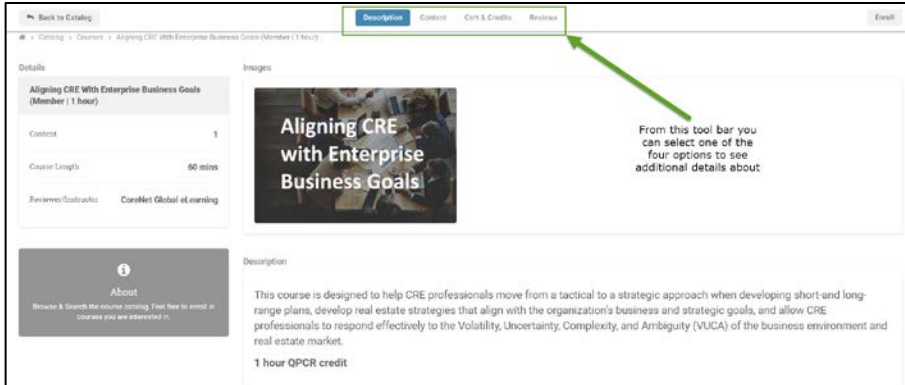 Back to Catalog
Description Content Cert & Credits Reviews
Enroll
Catalog > Courses > Aligning CRE With Enterprise Business Goals (Member | 1 hour)
Details
Aligning CRE With Enterprise Business Goals
(Member | 1 hour)
Content 1
Course Length 60 mins
Reviewer/Instructor CoreNet Global eLearning
About
Browse & Search the course catalog. Feel free to enroll in
courses you are interested in.
Images
Aligning CRE
with Enterprise
Business Goals
From this tool bar you
can select one of the
four options to see
additional details about
Description
This course is designed to help CRE professionals move from a tactical to a strategic approach when developing short-and long-
range plans, develop real estate strategies that align with the organization's business and strategic goals, and allow CRE
professionals to respond effectively to the Volatility, Uncertainty, Complexity, and Ambiguity (VUCA) of the business environment and
real estate market.
1 hour QPCR credit